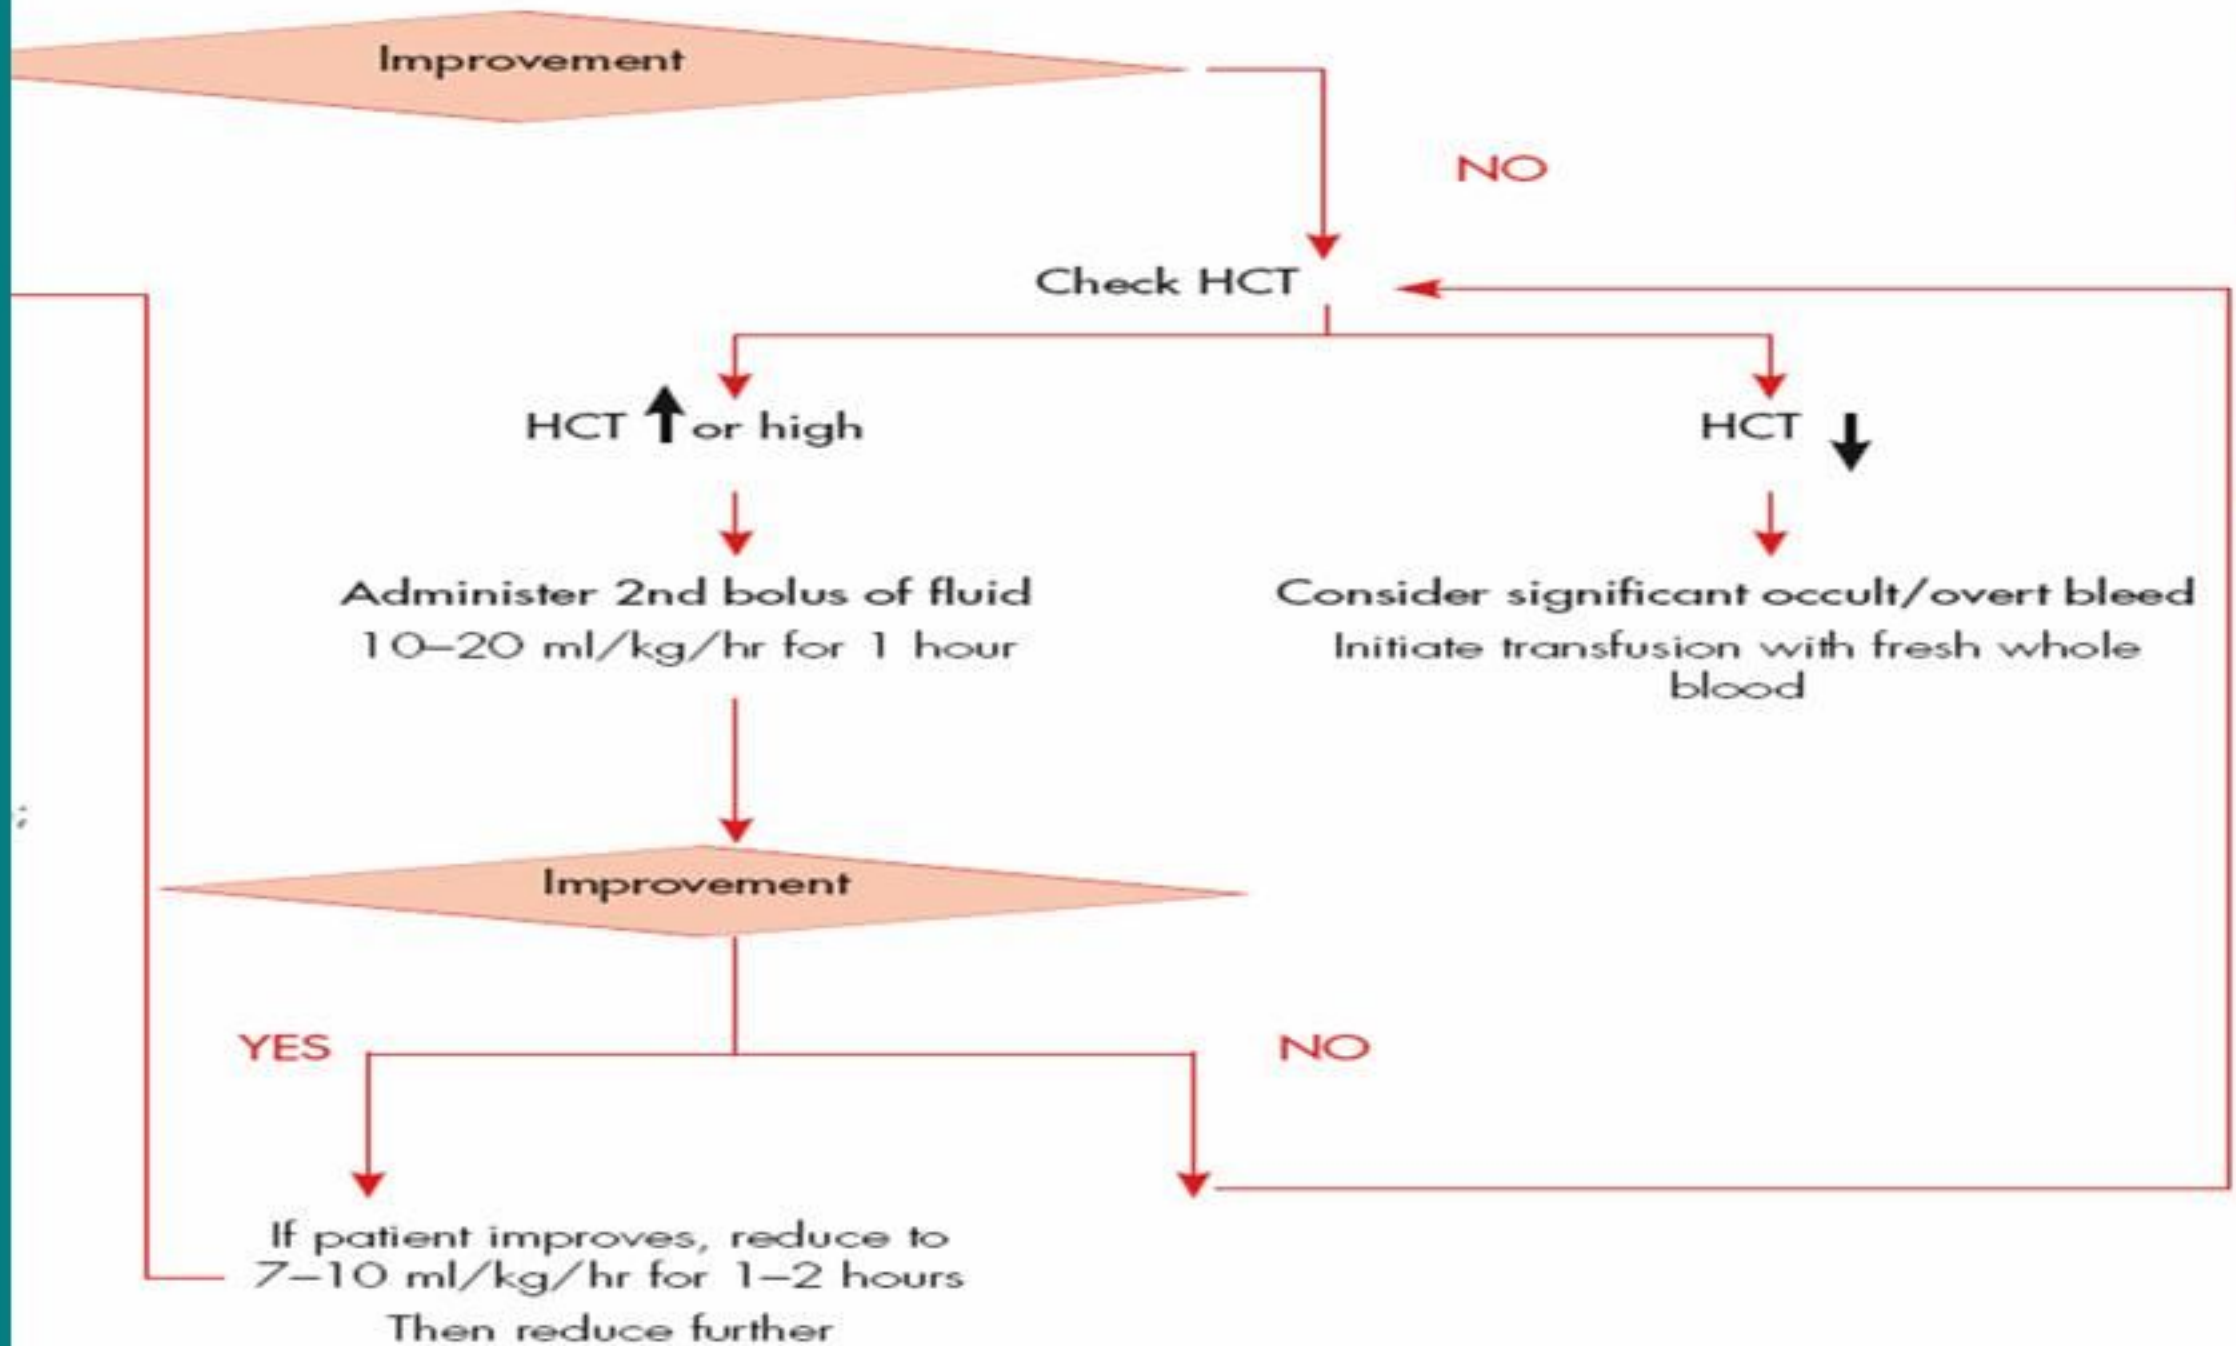 Improvement
NO
Check HCT
HCT ↑ or high
HCT ↓
Administer 2nd bolus of fluid
10–20 ml/kg/hr for 1 hour
Consider significant occult/overt bleed
Initiate transfusion with fresh whole
blood
;
Improvement
YES
NO
If patient improves, reduce to
7–10 ml/kg/hr for 1–2 hours
Then reduce further